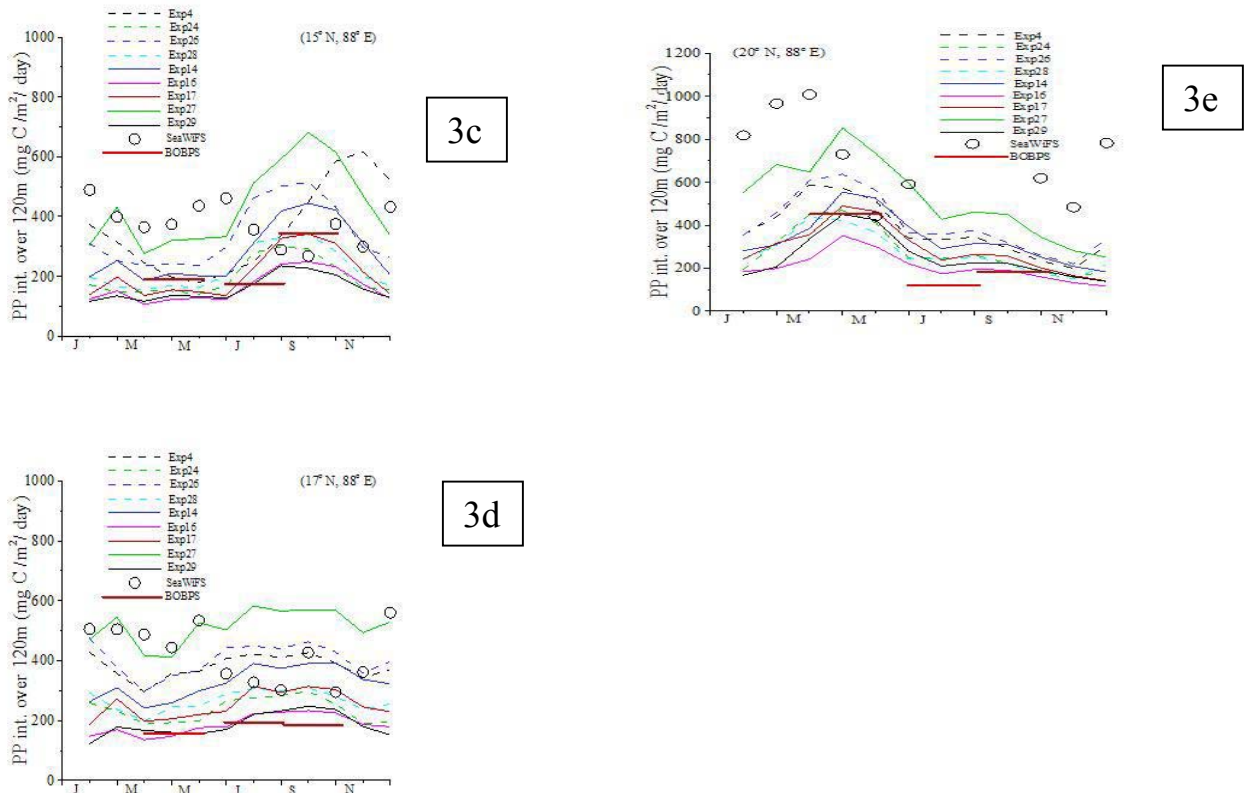 1000
800
600
400
200
0
PP int. over 120m (mg C /m²/ day)
J M M J S N
Exp4
Exp24
Exp26
Exp28
Exp14
Exp16
Exp17
Exp27
Exp29
SeaWiFS
BOBPS
(15° N, 88° E)
3c
1200
1000
800
600
400
200
0
PP int. over 120m (mg C /m²/ day)
J M M J S N
(20° N, 88° E)
Exp4
Exp24
Exp26
Exp28
Exp14
Exp16
Exp17
Exp27
Exp29
SeaWiFS
BOBPS
3e
1000
800
600
400
200
0
PP int. over 120m (mg C /m²/ day)
J M M J S N
Exp4
Exp24
Exp26
Exp28
Exp14
Exp16
Exp17
Exp27
Exp29
SeaWiFS
BOBPS
(17° N, 88° E)
3d